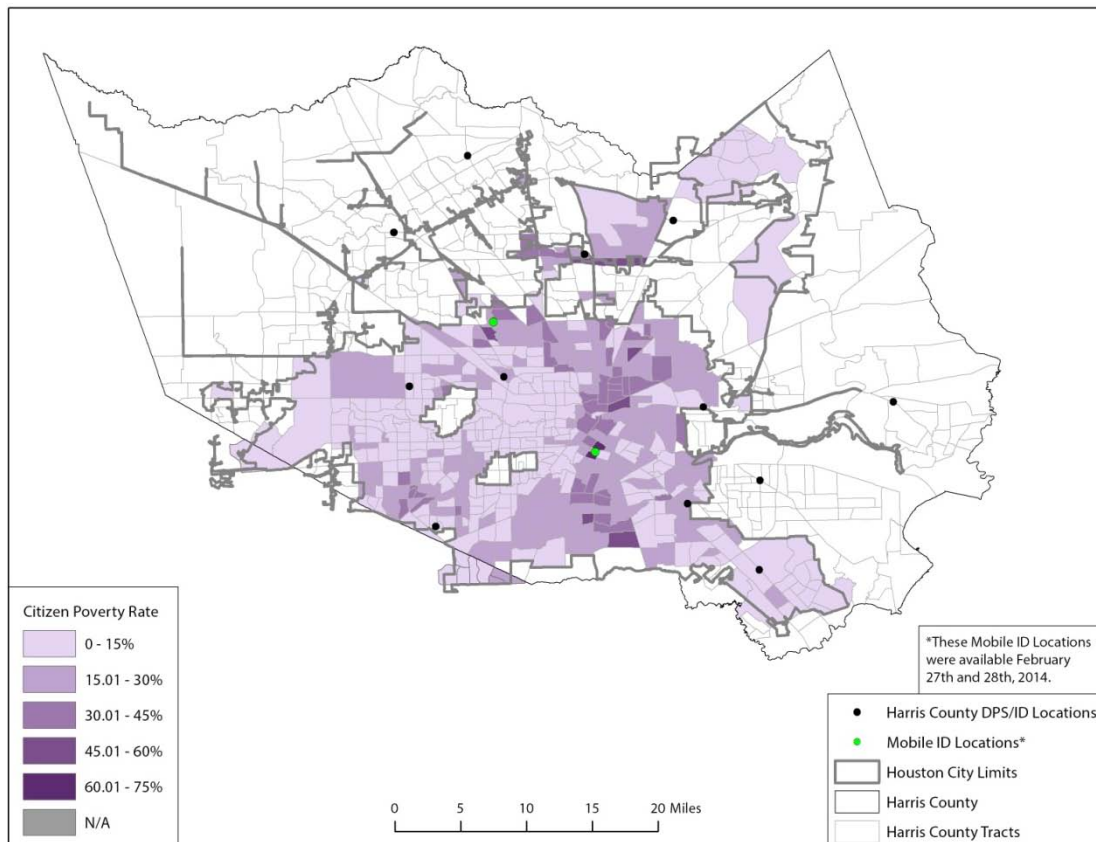 Citizen Poverty Rate
0 - 15%
15.01 - 30%
30.01 - 45%
45.01 - 60%
60.01 - 75%
N/A
0 5 10 15 20 Miles
*These Mobile ID Locations
were available February
27th and 28th, 2014.
Harris County DPS/ID Locations
Mobile ID Locations*
Houston City Limits
Harris County
Harris County Tracts